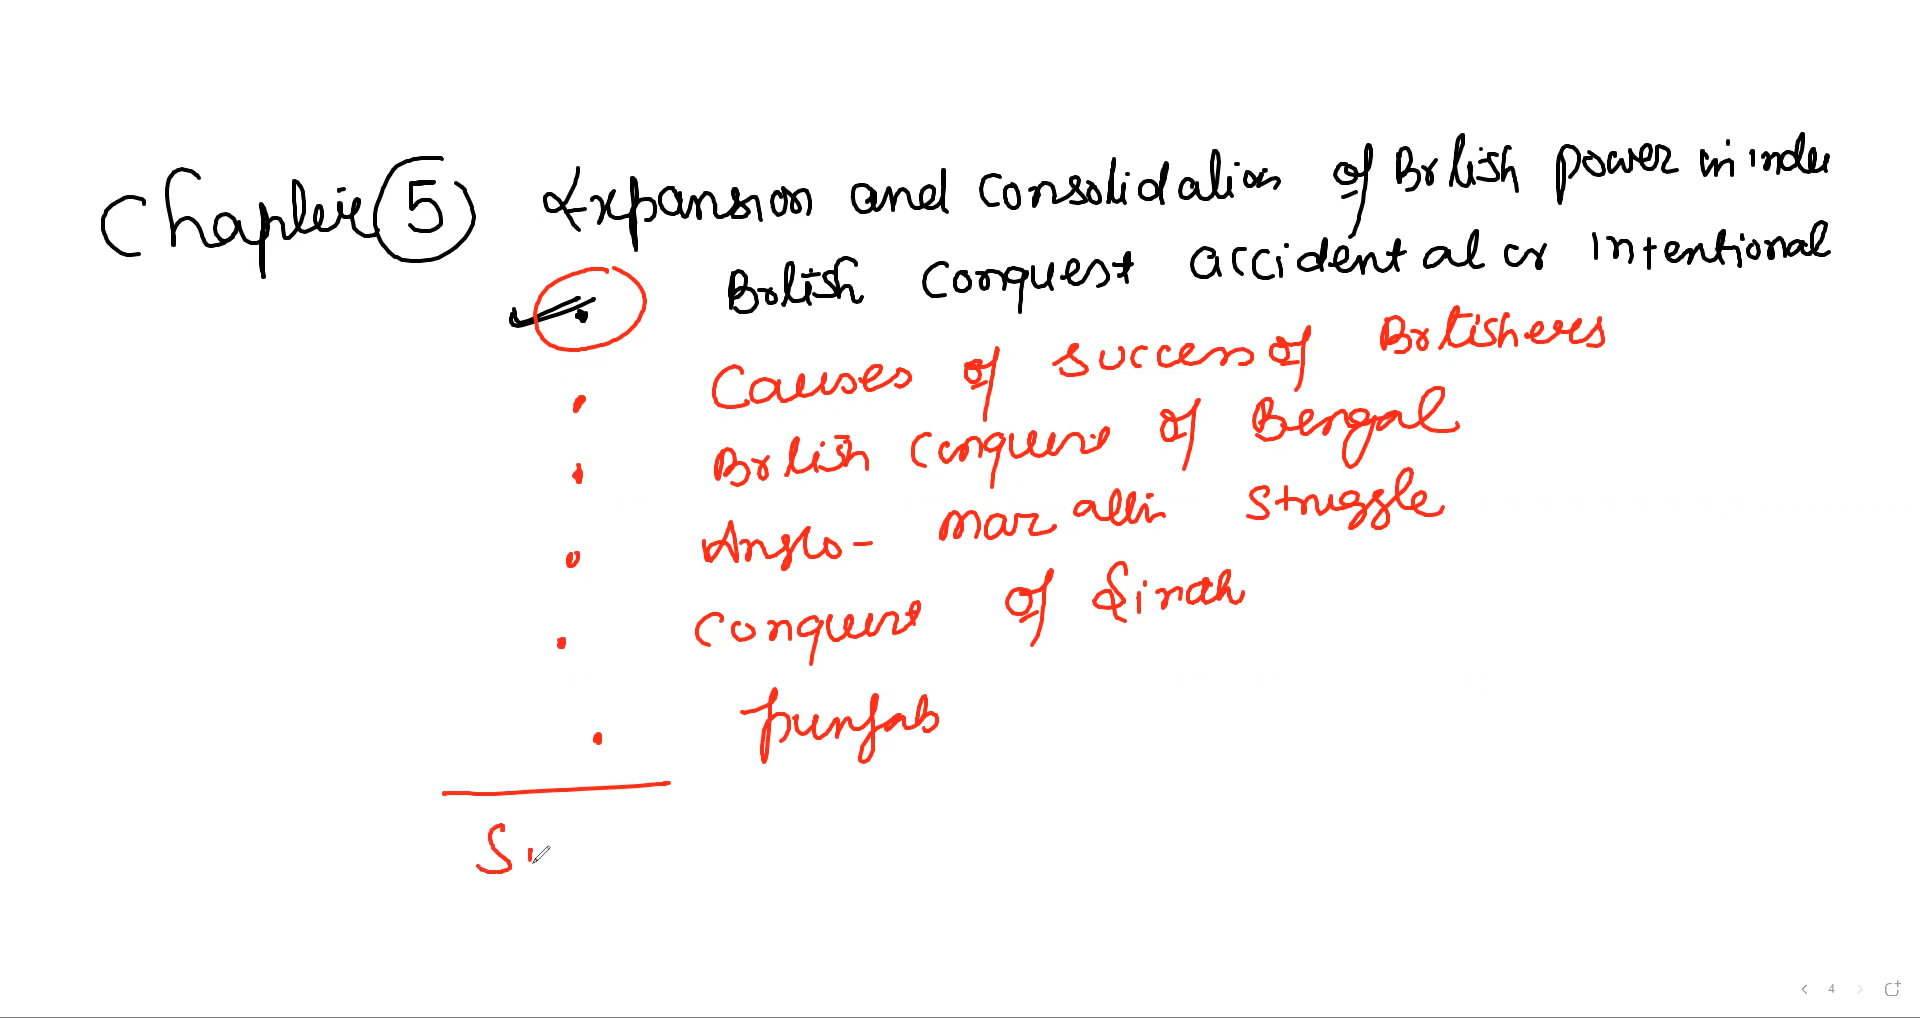 Chapter 5 Expansion and Consolidation of British power in India
British Conquest accidental or Intentional
Causes of success of Britishers
British Conquest of Bengal
Anglo- Maratha Struggle
Conquest of Sindh
Punjab
S
4